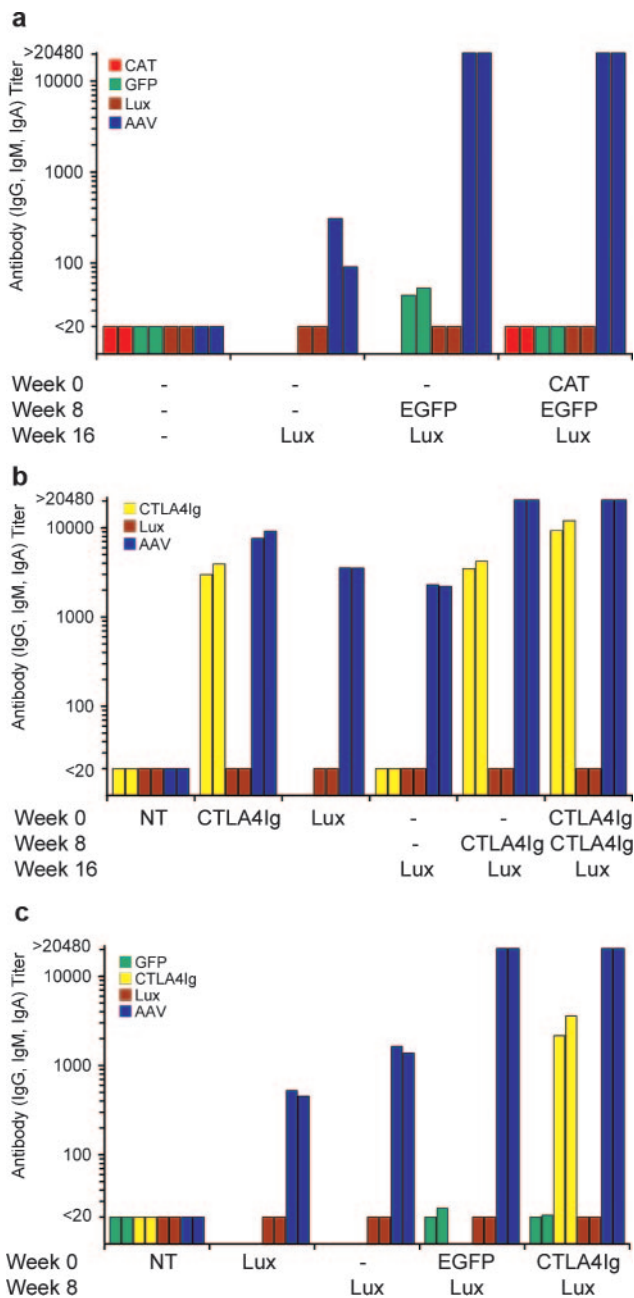 a
>20480
10000
1000
100
<20
Antibody (IgG, IgM, IgA) Titer
CAT
GFP
Lux
AAV
Week 0 - - - CAT
Week 8 - - EGFP EGFP
Week 16 - Lux Lux Lux
b
>20480
10000
1000
100
<20
Antibody (IgG, IgM, IgA) Titer
CTLA4Ig
Lux
AAV
Week 0 NT CTLA4Ig Lux - - CTLA4Ig
Week 8 - CTLA4Ig CTLA4Ig
Week 16 Lux Lux Lux
c
>20480
10000
1000
100
<20
Antibody (IgG, IgM, IgA) Titer
GFP
CTLA4Ig
Lux
AAV
Week 0 NT Lux - EGFP CTLA4Ig
Week 8 Lux Lux Lux